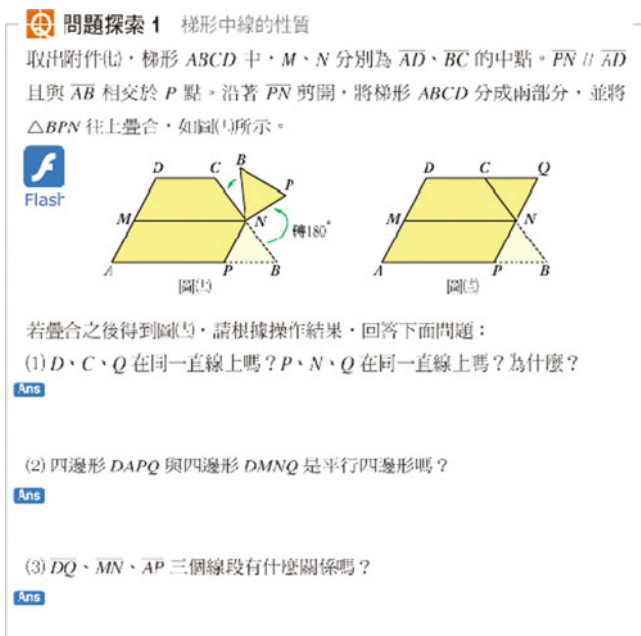 問題探索 1 梯形中線的性質
取出附件(七)，梯形 ABCD 中，M、N 分別為 AD、BC 的中點。PN // AD
且與 AB 相交於 P 點。沿著 PN 剪開，將梯形 ABCD 分成兩部分，並將
△BPN 往上疊合，如圖所示。
Flash
D C B P
M N 轉180°
A P B
D C Q
M N
A P B
若疊合之後得到圖，請根據操作結果，回答下面問題：
(1) D、C、Q 在同一直線上嗎？P、N、Q 在同一直線上嗎？為什麼？
Ans
(2) 四邊形 DAPQ 與四邊形 DMNQ 是平行四邊形嗎？
Ans
(3) DQ、MN、AP 三個線段有什麼關係嗎？
Ans